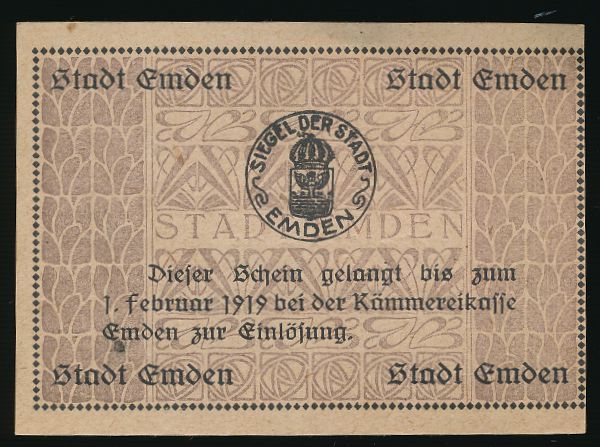 Stadt Emden Stadt Emden
SIEGEL DER STADT
EMDEN
STADT EMDEN
Dieser Schein gelangt bis zum
1. Februar 1919 bei der Kämmereikasse
Emden zur Einlösung.
Stadt Emden Stadt Emden